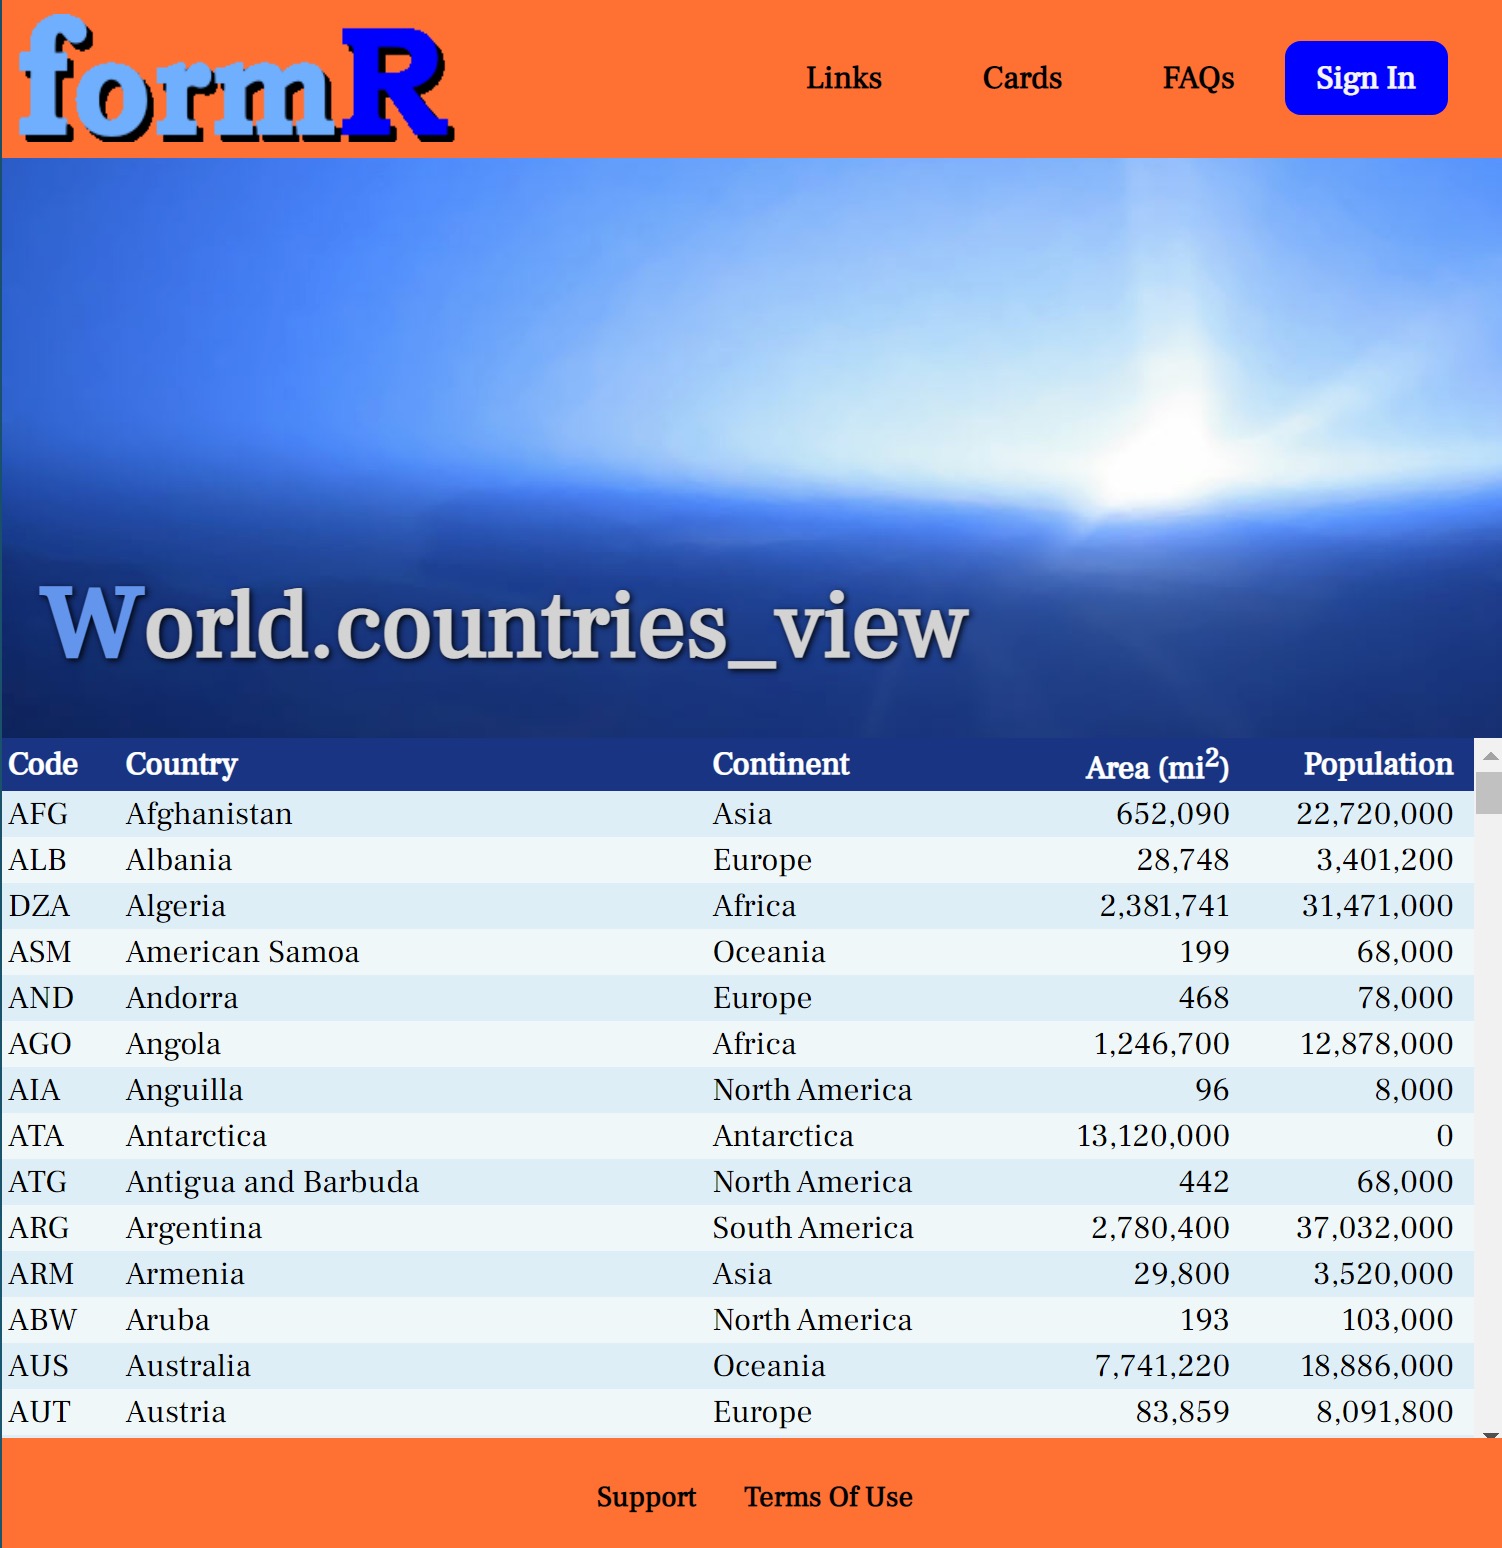 formR
Links Cards FAQs Sign In
World.countries_view
Code Country Continent Area (mi²) Population
AFG Afghanistan Asia 652,090 22,720,000
ALB Albania Europe 28,748 3,401,200
DZA Algeria Africa 2,381,741 31,471,000
ASM American Samoa Oceania 199 68,000
AND Andorra Europe 468 78,000
AGO Angola Africa 1,246,700 12,878,000
AIA Anguilla North America 96 8,000
ATA Antarctica Antarctica 13,120,000 0
ATG Antigua and Barbuda North America 442 68,000
ARG Argentina South America 2,780,400 37,032,000
ARM Armenia Asia 29,800 3,520,000
ABW Aruba North America 193 103,000
AUS Australia Oceania 7,741,220 18,886,000
AUT Austria Europe 83,859 8,091,800
Support Terms Of Use